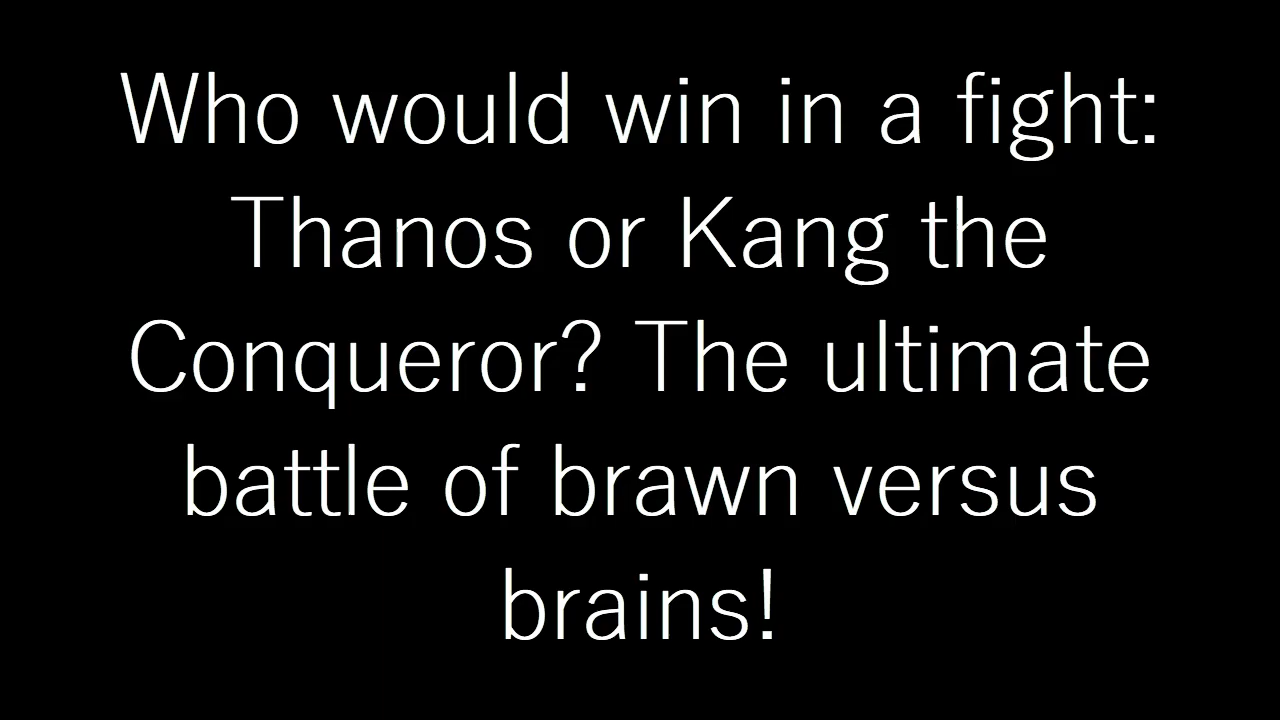 Who would win in a fight:
Thanos or Kang the
Conqueror? The ultimate
battle of brawn versus
brains!